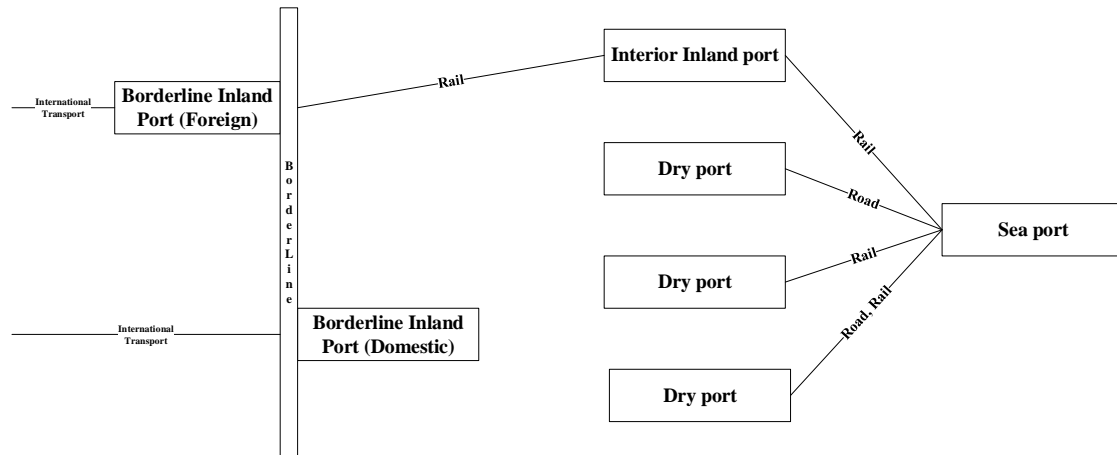 Interior Inland port
Rail
Borderline Inland
Port (Foreign)
International
Transport
BorderLine
Rail
Dry port
Road
Sea port
Dry port
Rail
Road, Rail
International
Transport
Borderline Inland
Port (Domestic)
Dry port